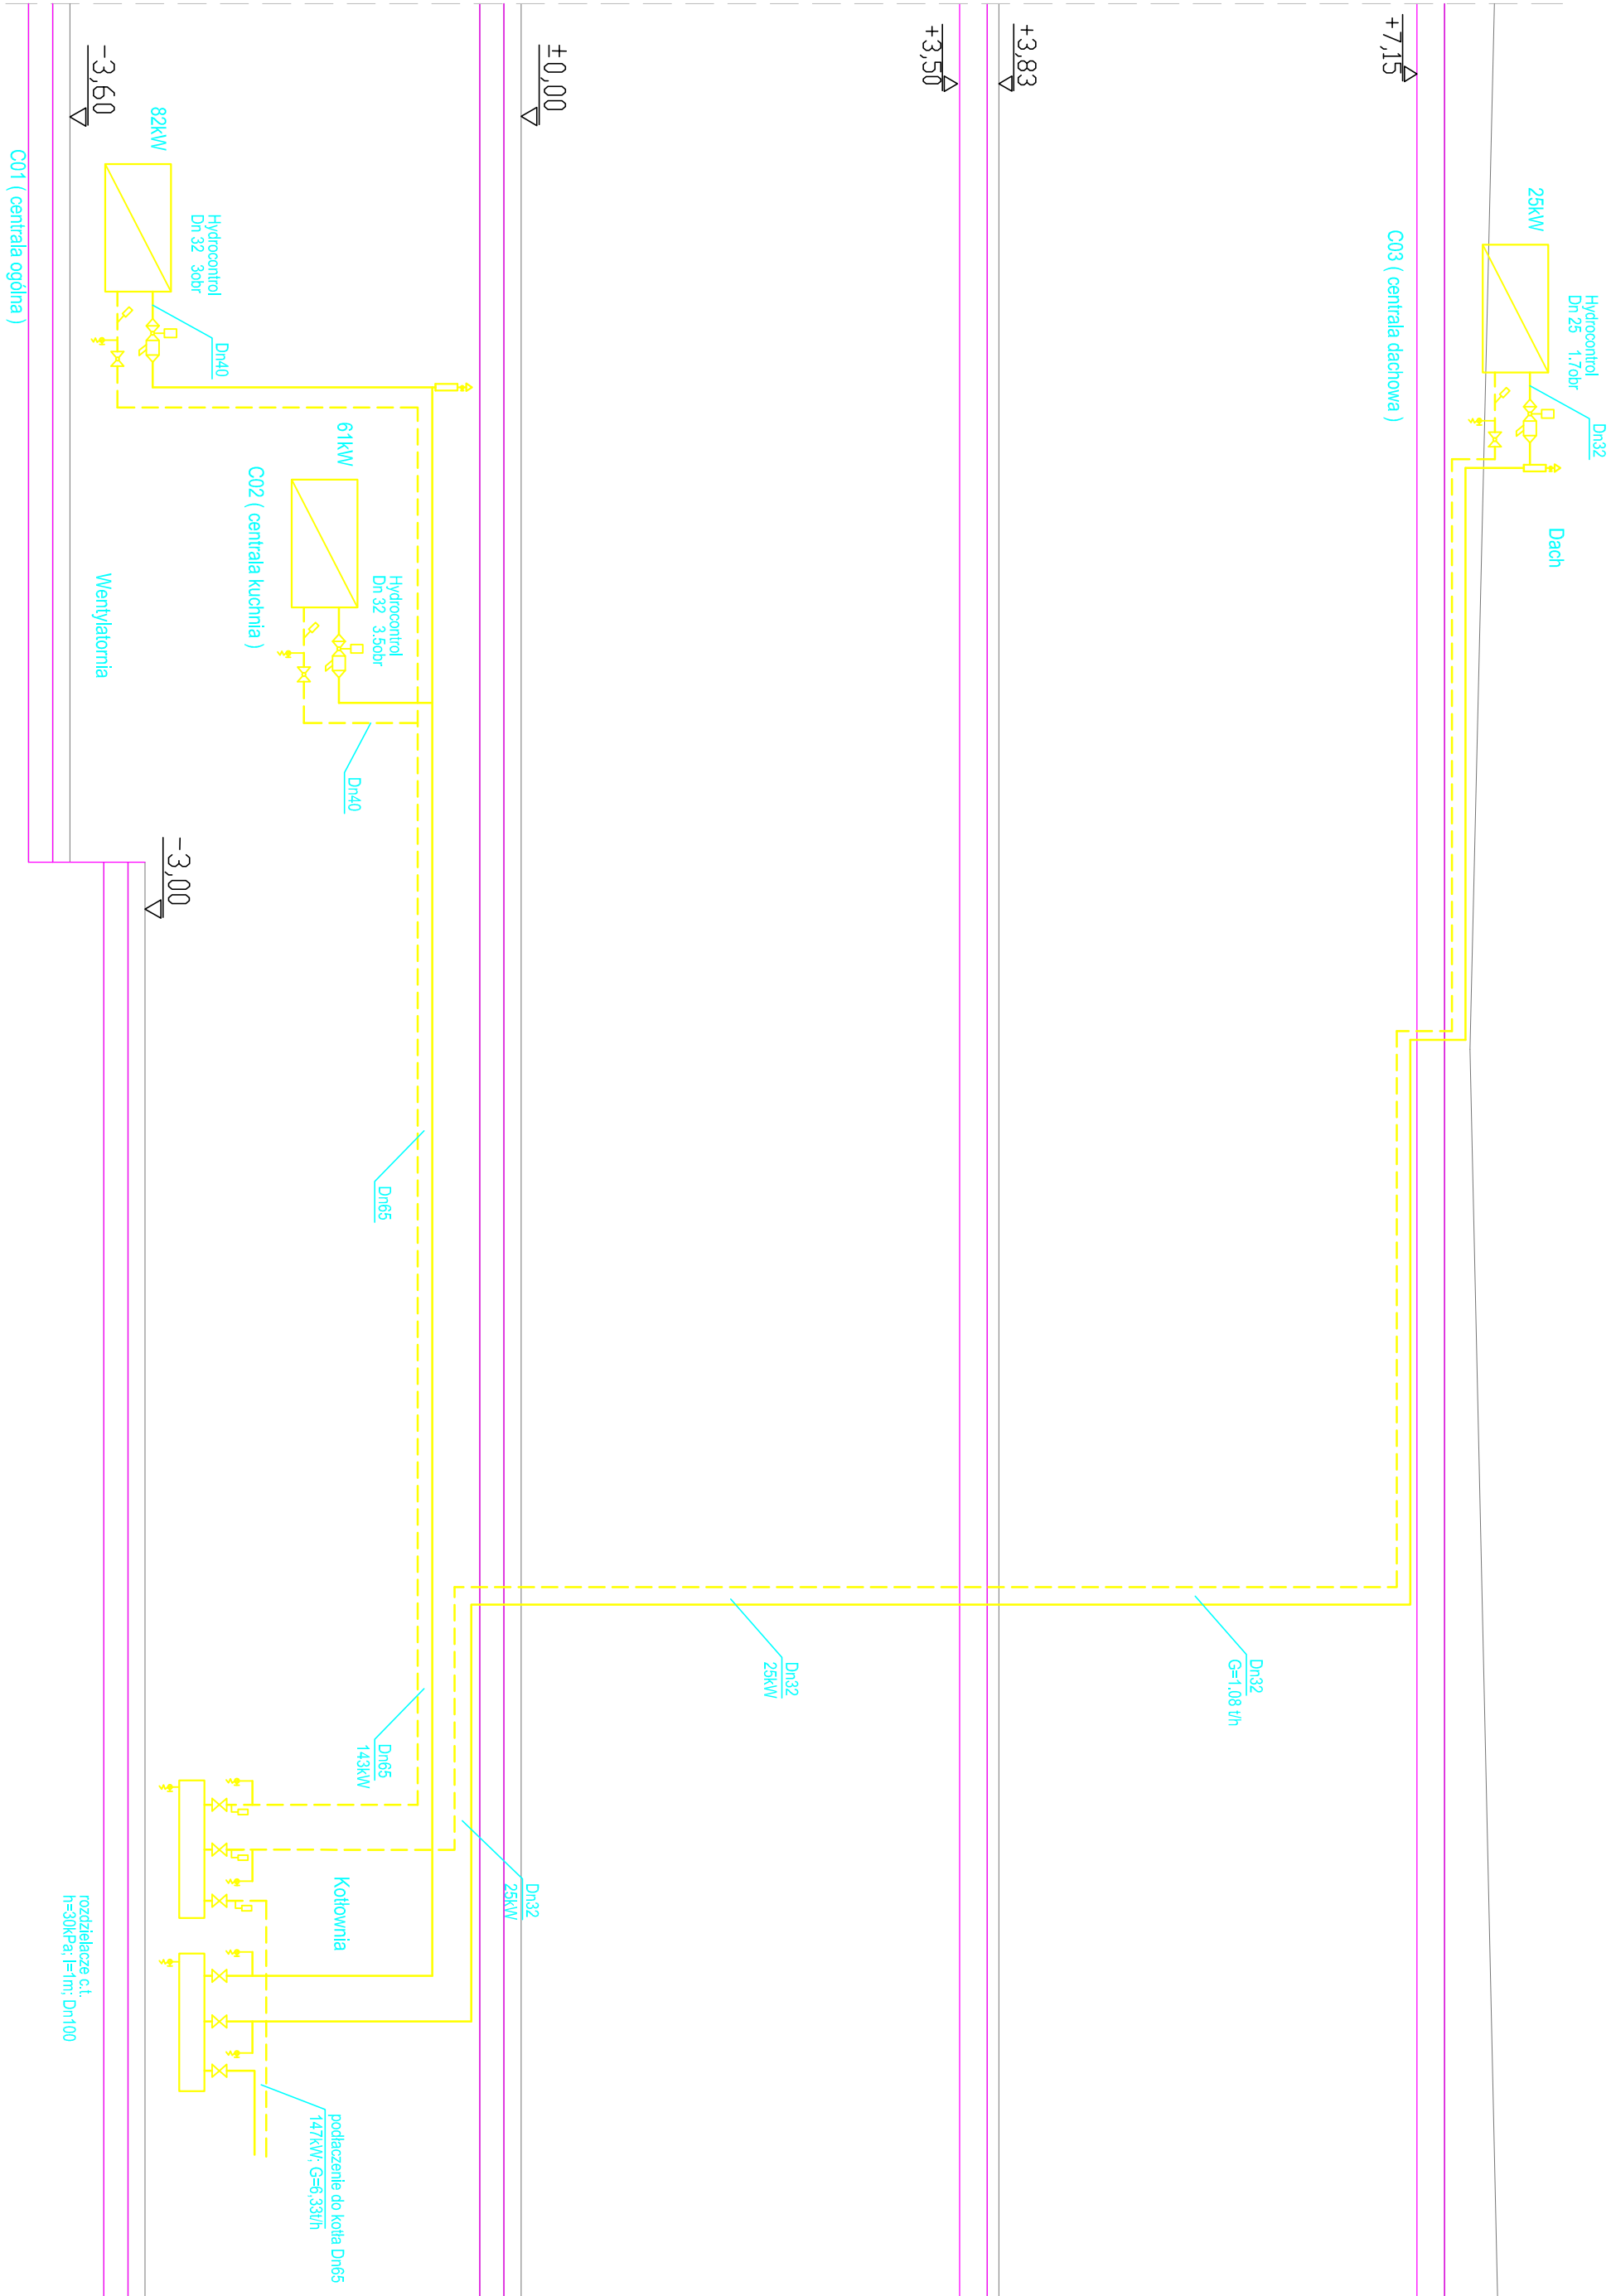 25kW
Hydrocontrol
Dn 25 1.7obr
Dn32
Dach
C03 ( centrala dachowa )
+7,15
Dn32
G=1,08 t/h
+3,83
+3,50
Dn32
25kW
±0,00
Dn32
25kW
82kW
Hydrocontrol
Dn 32 3obr
Dn40
61kW
C02 ( centrala kuchnia )
Hydrocontrol
Dn 32 3.5obr
Dn40
Dn65
Dn65
143kW
Kotłownia
podłaczenie do kotła Dn65
147kW; G=6,33t/h
-3,60
Wentylatornia
-3,00
rozdzielacze c.t.
h=30kPa; l=1m; Dn100
C01 ( centrala ogólna )